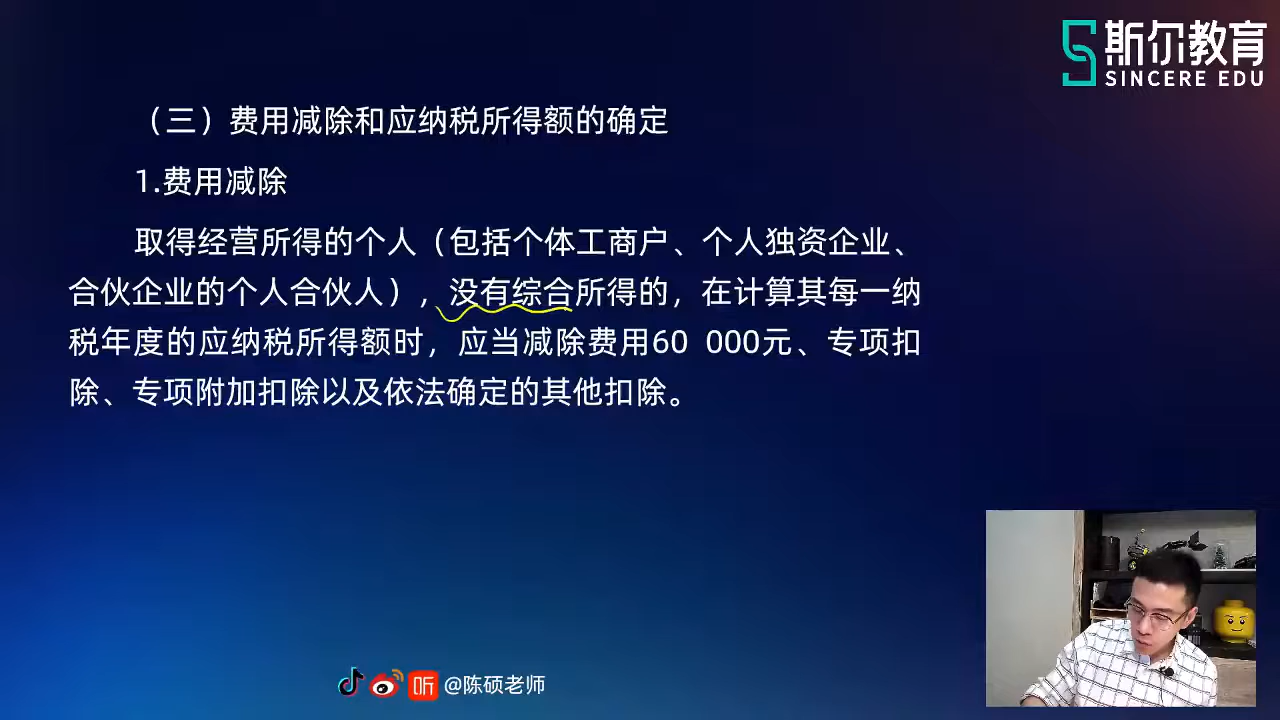 斯尔教育
SINCERE EDU
（三）费用减除和应纳税所得额的确定
1.费用减除
取得经营所得的个人（包括个体工商户、个人独资企业、
合伙企业的个人合伙人），没有综合所得的，在计算其每一纳
税年度的应纳税所得额时，应当减除费用60 000元、专项扣
除、专项附加扣除以及依法确定的其他扣除。
听 @陈硕老师